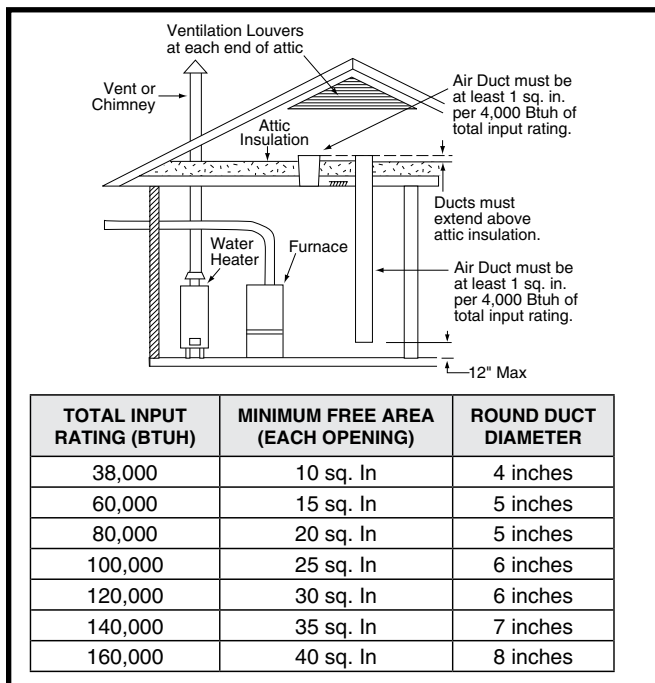 Ventilation Louvers
at each end of attic
Vent or
Chimney
Attic
Insulation
Air Duct must be
at least 1 sq. in.
per 4,000 Btuh of
total input rating.
Ducts must
extend above
attic insulation.
Water
Heater
Furnace
Air Duct must be
at least 1 sq. in.
per 4,000 Btuh of
total input rating.
12" Max
TOTAL INPUT RATING (BTUH) MINIMUM FREE AREA (EACH OPENING) ROUND DUCT DIAMETER
38,000 10 sq. In 4 inches
60,000 15 sq. In 5 inches
80,000 20 sq. In 5 inches
100,000 25 sq. In 6 inches
120,000 30 sq. In 6 inches
140,000 35 sq. In 7 inches
160,000 40 sq. In 8 inches